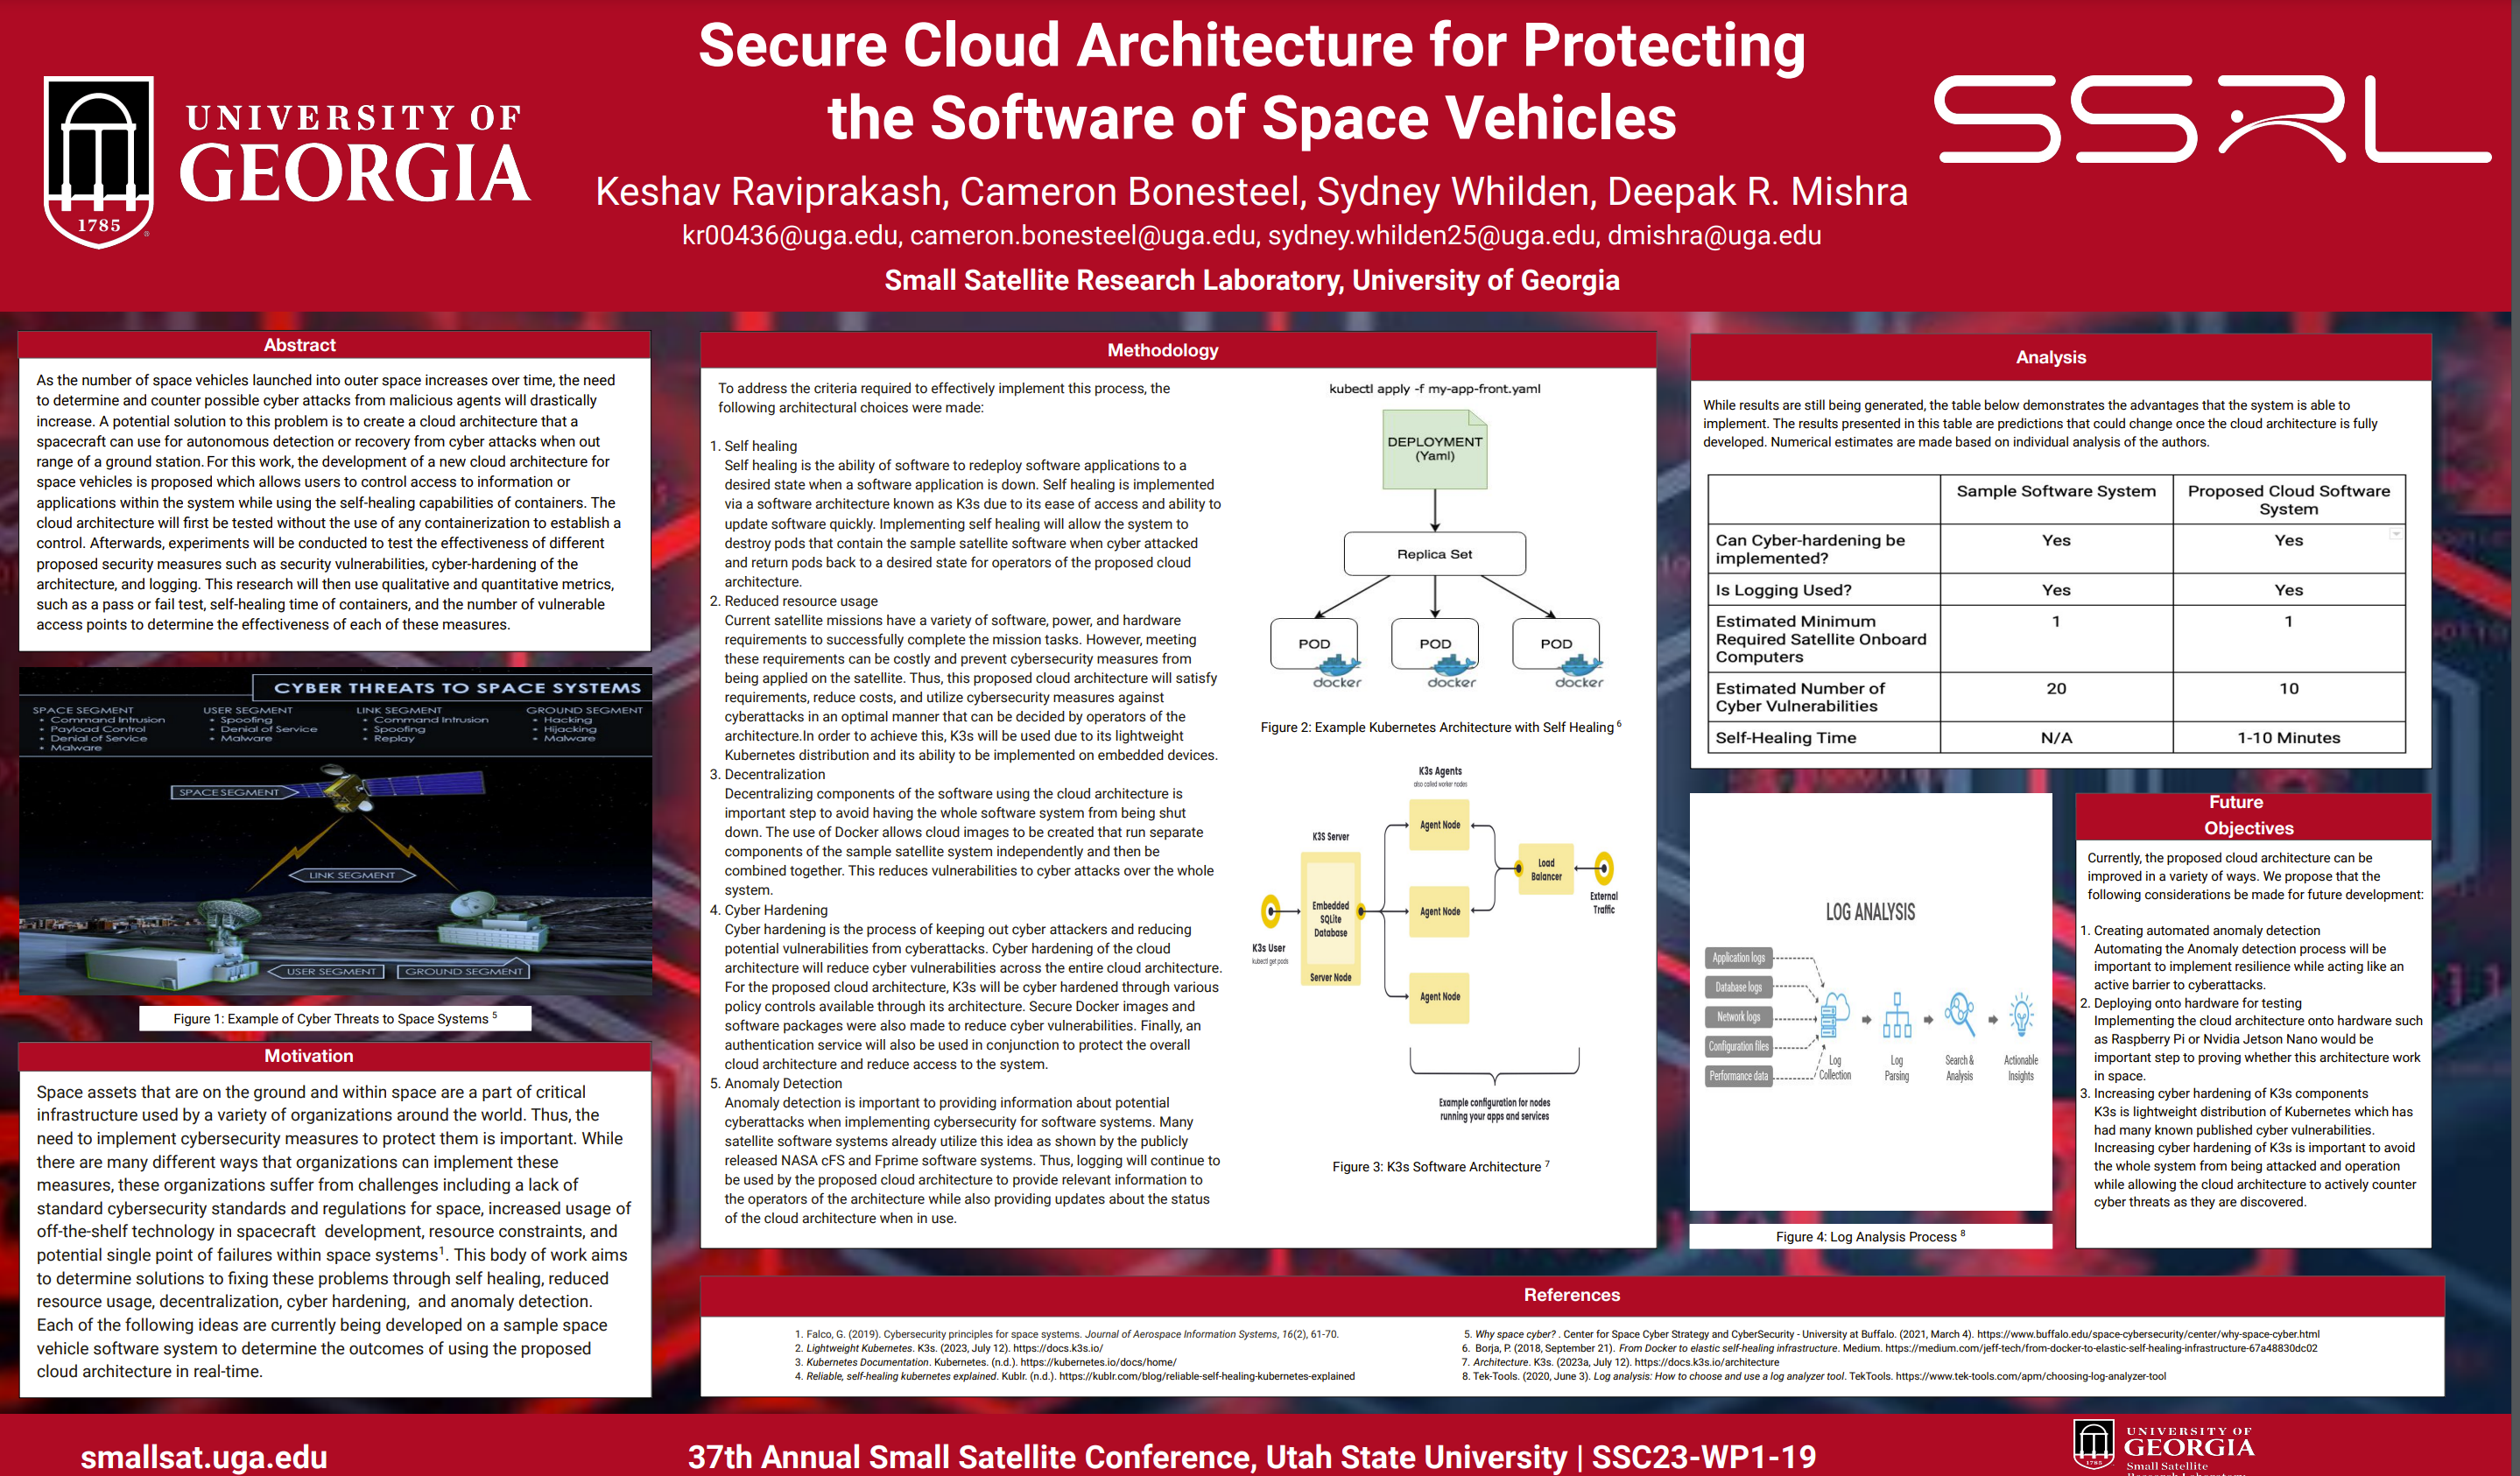 Secure Cloud Architecture for Protecting
the Software of Space Vehicles
UNIVERSITY OF
GEORGIA
1785
SSRL
Keshav Raviprakash, Cameron Bonesteel, Sydney Whilden, Deepak R. Mishra
kr00436@uga.edu, cameron.bonesteel@uga.edu, sydney.whilden25@uga.edu, dmishra@uga.edu
Small Satellite Research Laboratory, University of Georgia
Abstract
As the number of space vehicles launched into outer space increases over time, the need
to determine and counter possible cyber attacks from malicious agents will drastically
increase. A potential solution to this problem is to create a cloud architecture that a
spacecraft can use for autonomous detection or recovery from cyber attacks when out
range of a ground station. For this work, the development of a new cloud architecture for
space vehicles is proposed which allows users to control access to information or
applications within the system while using the self-healing capabilities of containers. The
cloud architecture will first be tested without the use of any containerization to establish a
control. Afterwards, experiments will be conducted to test the effectiveness of different
proposed security measures such as security vulnerabilities, cyber-hardening of the
architecture, and logging. This research will then use qualitative and quantitative metrics,
such as a pass or fail test, self-healing time of containers, and the number of vulnerable
access points to determine the effectiveness of each of these measures.
CYBER THREATS TO SPACE SYSTEMS
SPACE SEGMENT
• Command Intrusion
• Payload Control
• Denial of Service
• Malware
USER SEGMENT
• Spoofing
• Denial of Service
• Malware
LINK SEGMENT
• Command Intrusion
• Spoofing
• Replay
GROUND SEGMENT
• Hacking
• Hijacking
• Malware
SPACE SEGMENT
LINK SEGMENT
USER SEGMENT
GROUND SEGMENT
Figure 1: Example of Cyber Threats to Space Systems 5
Motivation
Space assets that are on the ground and within space are a part of critical
infrastructure used by a variety of organizations around the world. Thus, the
need to implement cybersecurity measures to protect them is important. While
there are many different ways that organizations can implement these
measures, these organizations suffer from challenges including a lack of
standard cybersecurity standards and regulations for space, increased usage of
off-the-shelf technology in spacecraft development, resource constraints, and
potential single point of failures within space systems1. This body of work aims
to determine solutions to fixing these problems through self healing, reduced
resource usage, decentralization, cyber hardening, and anomaly detection.
Each of the following ideas are currently being developed on a sample space
vehicle software system to determine the outcomes of using the proposed
cloud architecture in real-time.
Methodology
To address the criteria required to effectively implement this process, the
following architectural choices were made:
1. Self healing
Self healing is the ability of software to redeploy software applications to a
desired state when a software application is down. Self healing is implemented
via a software architecture known as K3s due to its ease of access and ability to
update software quickly. Implementing self healing will allow the system to
destroy pods that contain the sample satellite software when cyber attacked
and return pods back to a desired state for operators of the proposed cloud
architecture.
2. Reduced resource usage
Current satellite missions have a variety of software, power, and hardware
requirements to successfully complete the mission tasks. However, meeting
these requirements can be costly and prevent cybersecurity measures from
being applied on the satellite. Thus, this proposed cloud architecture will satisfy
requirements, reduce costs, and utilize cybersecurity measures against
cyberattacks in an optimal manner that can be decided by operators of the
architecture.In order to achieve this, K3s will be used due to its lightweight
Kubernetes distribution and its ability to be implemented on embedded devices.
3. Decentralization
Decentralizing components of the software using the cloud architecture is
important step to avoid having the whole software system from being shut
down. The use of Docker allows cloud images to be created that run separate
components of the sample satellite system independently and then be
combined together. This reduces vulnerabilities to cyber attacks over the whole
system.
4. Cyber Hardening
Cyber hardening is the process of keeping out cyber attackers and reducing
potential vulnerabilities from cyberattacks. Cyber hardening of the cloud
architecture will reduce cyber vulnerabilities across the entire cloud architecture.
For the proposed cloud architecture, K3s will be cyber hardened through various
policy controls available through its architecture. Secure Docker images and
software packages were also made to reduce cyber vulnerabilities. Finally, an
authentication service will also be used in conjunction to protect the overall
cloud architecture and reduce access to the system.
5. Anomaly Detection
Anomaly detection is important to providing information about potential
cyberattacks when implementing cybersecurity for software systems. Many
satellite software systems already utilize this idea as shown by the publicly
released NASA cFS and Fprime software systems. Thus, logging will continue to
be used by the proposed cloud architecture to provide relevant information to
the operators of the architecture while also providing updates about the status
of the cloud architecture when in use.
kubectl apply -f my-app-front.yaml
DEPLOYMENT
(Yaml)
Replica Set
POD POD POD
docker docker docker
Figure 2: Example Kubernetes Architecture with Self Healing 6
K3s Agents
also called worker nodes
K3S Server
Agent Node
Load
Balancer
External
Traffic
Embedded
SQLite
Database
Agent Node
K3s User
kubectl get pods
Server Node
Agent Node
Example configuration for nodes
running your apps and services
Figure 3: K3s Software Architecture 7
Analysis
While results are still being generated, the table below demonstrates the advantages that the system is able to
implement. The results presented in this table are predictions that could change once the cloud architecture is fully
developed. Numerical estimates are made based on individual analysis of the authors.
Sample Software System
Proposed Cloud Software
System
Can Cyber-hardening be
implemented?
Yes Yes
Is Logging Used? Yes Yes
Estimated Minimum
Required Satellite Onboard
Computers
1 1
Estimated Number of
Cyber Vulnerabilities
20 10
Self-Healing Time N/A 1-10 Minutes
LOG ANALYSIS
Application logs
Database logs
Network logs
Configuration files
Performance data
Log
Collection
Log
Parsing
Search &
Analysis
Actionable
Insights
Figure 4: Log Analysis Process 8
Future
Objectives
Currently, the proposed cloud architecture can be
improved in a variety of ways. We propose that the
following considerations be made for future development:
1. Creating automated anomaly detection
Automating the Anomaly detection process will be
important to implement resilience while acting like an
active barrier to cyberattacks.
2. Deploying onto hardware for testing
Implementing the cloud architecture onto hardware such
as Raspberry Pi or Nvidia Jetson Nano would be
important step to proving whether this architecture work
in space.
3. Increasing cyber hardening of K3s components
K3s is lightweight distribution of Kubernetes which has
had many known published cyber vulnerabilities.
Increasing cyber hardening of K3s is important to avoid
the whole system from being attacked and operation
while allowing the cloud architecture to actively counter
cyber threats as they are discovered.
References
1. Falco, G. (2019). Cybersecurity principles for space systems. Journal of Aerospace Information Systems, 16(2), 61-70.
2. Lightweight Kubernetes. K3s. (2023, July 12). https://docs.k3s.io/
3. Kubernetes Documentation. Kubernetes. (n.d.). https://kubernetes.io/docs/home/
4. Reliable, self-healing kubernetes explained. Kublr. (n.d.). https://kublr.com/blog/reliable-self-healing-kubernetes-explained
5. Why space cyber? . Center for Space Cyber Strategy and CyberSecurity - University at Buffalo. (2021, March 4). https://www.buffalo.edu/space-cybersecurity/center/why-space-cyber.html
6. Borja, P. (2018, September 21). From Docker to elastic self-healing infrastructure. Medium. https://medium.com/jeff-tech/from-docker-to-elastic-self-healing-infrastructure-67a48830dc02
7. Architecture. K3s. (2023a, July 12). https://docs.k3s.io/architecture
8. Tek-Tools. (2020, June 3). Log analysis: How to choose and use a log analyzer tool. TekTools. https://www.tek-tools.com/apm/choosing-log-analyzer-tool
smallsat.uga.edu
37th Annual Small Satellite Conference, Utah State University | SSC23-WP1-19
1785
UNIVERSITY OF
GEORGIA
Small Satellite
Research Laboratory